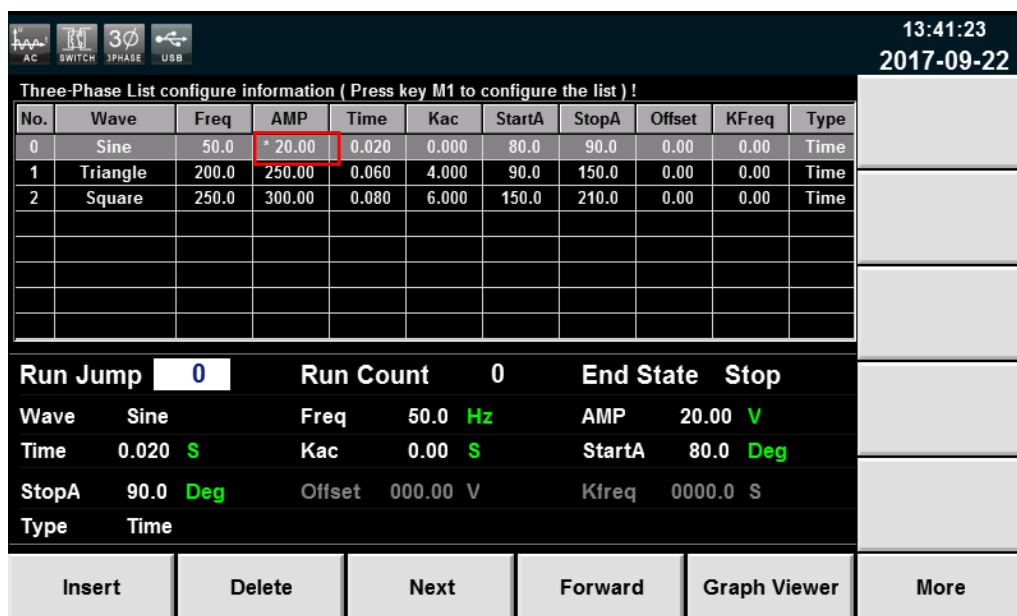 U t 3Ø 13:41:23
AC SWITCH 3PHASE USB 2017-09-22
Three-Phase List configure information ( Press key M1 to configure the list ) !
No. Wave Freq AMP Time Kac StartA StopA Offset KFreq Type
0 Sine 50.0 * 20.00 0.020 0.000 80.0 90.0 0.00 0.00 Time
1 Triangle 200.0 250.00 0.060 4.000 90.0 150.0 0.00 0.00 Time
2 Square 250.0 300.00 0.080 6.000 150.0 210.0 0.00 0.00 Time
Run Jump 0 Run Count 0 End State Stop
Wave Sine Freq 50.0 Hz AMP 20.00 V
Time 0.020 S Kac 0.00 S StartA 80.0 Deg
StopA 90.0 Deg Offset 000.00 V Kfreq 0000.0 S
Type Time
Insert Delete Next Forward Graph Viewer More